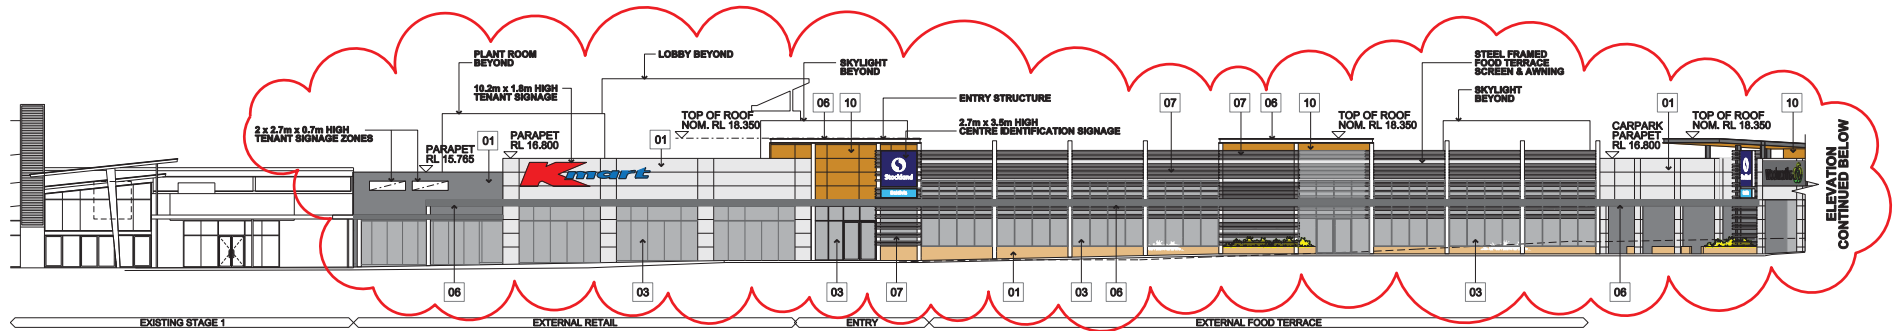 PLANT ROOM
BEYOND
LOBBY BEYOND
SKYLIGHT
BEYOND
STEEL FRAMED
FOOD TERRACE
SCREEN & AWNING
10.2m x 1.8m HIGH
TENANT SIGNAGE
06
10
ENTRY STRUCTURE
07
07
06
10
SKYLIGHT
BEYOND
01
10
2 x 2.7m x 0.7m HIGH
TENANT SIGNAGE ZONES
TOP OF ROOF
NOM. RL 18.350
2.7m x 3.5m HIGH
CENTRE IDENTIFICATION SIGNAGE
TOP OF ROOF
NOM. RL 18.350
TOP OF ROOF
NOM. RL 18.350
PARAPET
RL 15.765
01
PARAPET
RL 16.800
01
CARPARK
PARAPET
RL 16.800
Kmart
Stockland
ELEVATION
CONTINUED BELOW
06
03
03
07
01
03
06
03
06
EXISTING STAGE 1
EXTERNAL RETAIL
ENTRY
EXTERNAL FOOD TERRACE